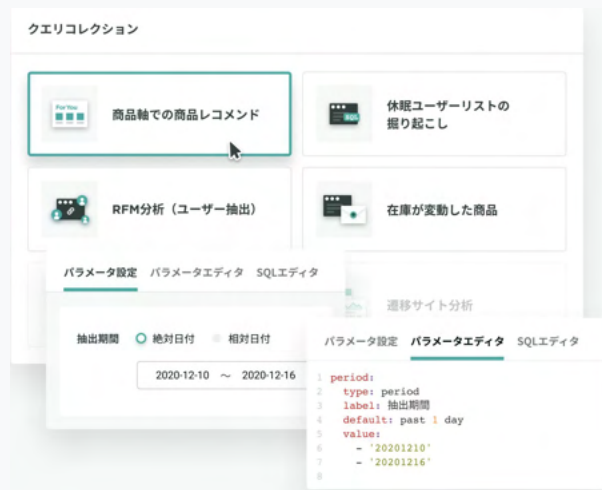 クエリコレクション
For You
商品軸での商品レコメンド
SQL
休眠ユーザーリストの
掘り起こし
RFM分析（ユーザー抽出）
在庫が変動した商品
遷移サイト分析
パラメータ設定 パラメータエディタ SQLエディタ
抽出期間 絶対日付 相対日付
2020-12-10 〜 2020-12-16
パラメータ設定 パラメータエディタ SQLエディタ
1 period:
2   type: period
3   label: 抽出期間
4   default: past 1 day
5   value:
6     - '20201210'
7     - '20201216'
8